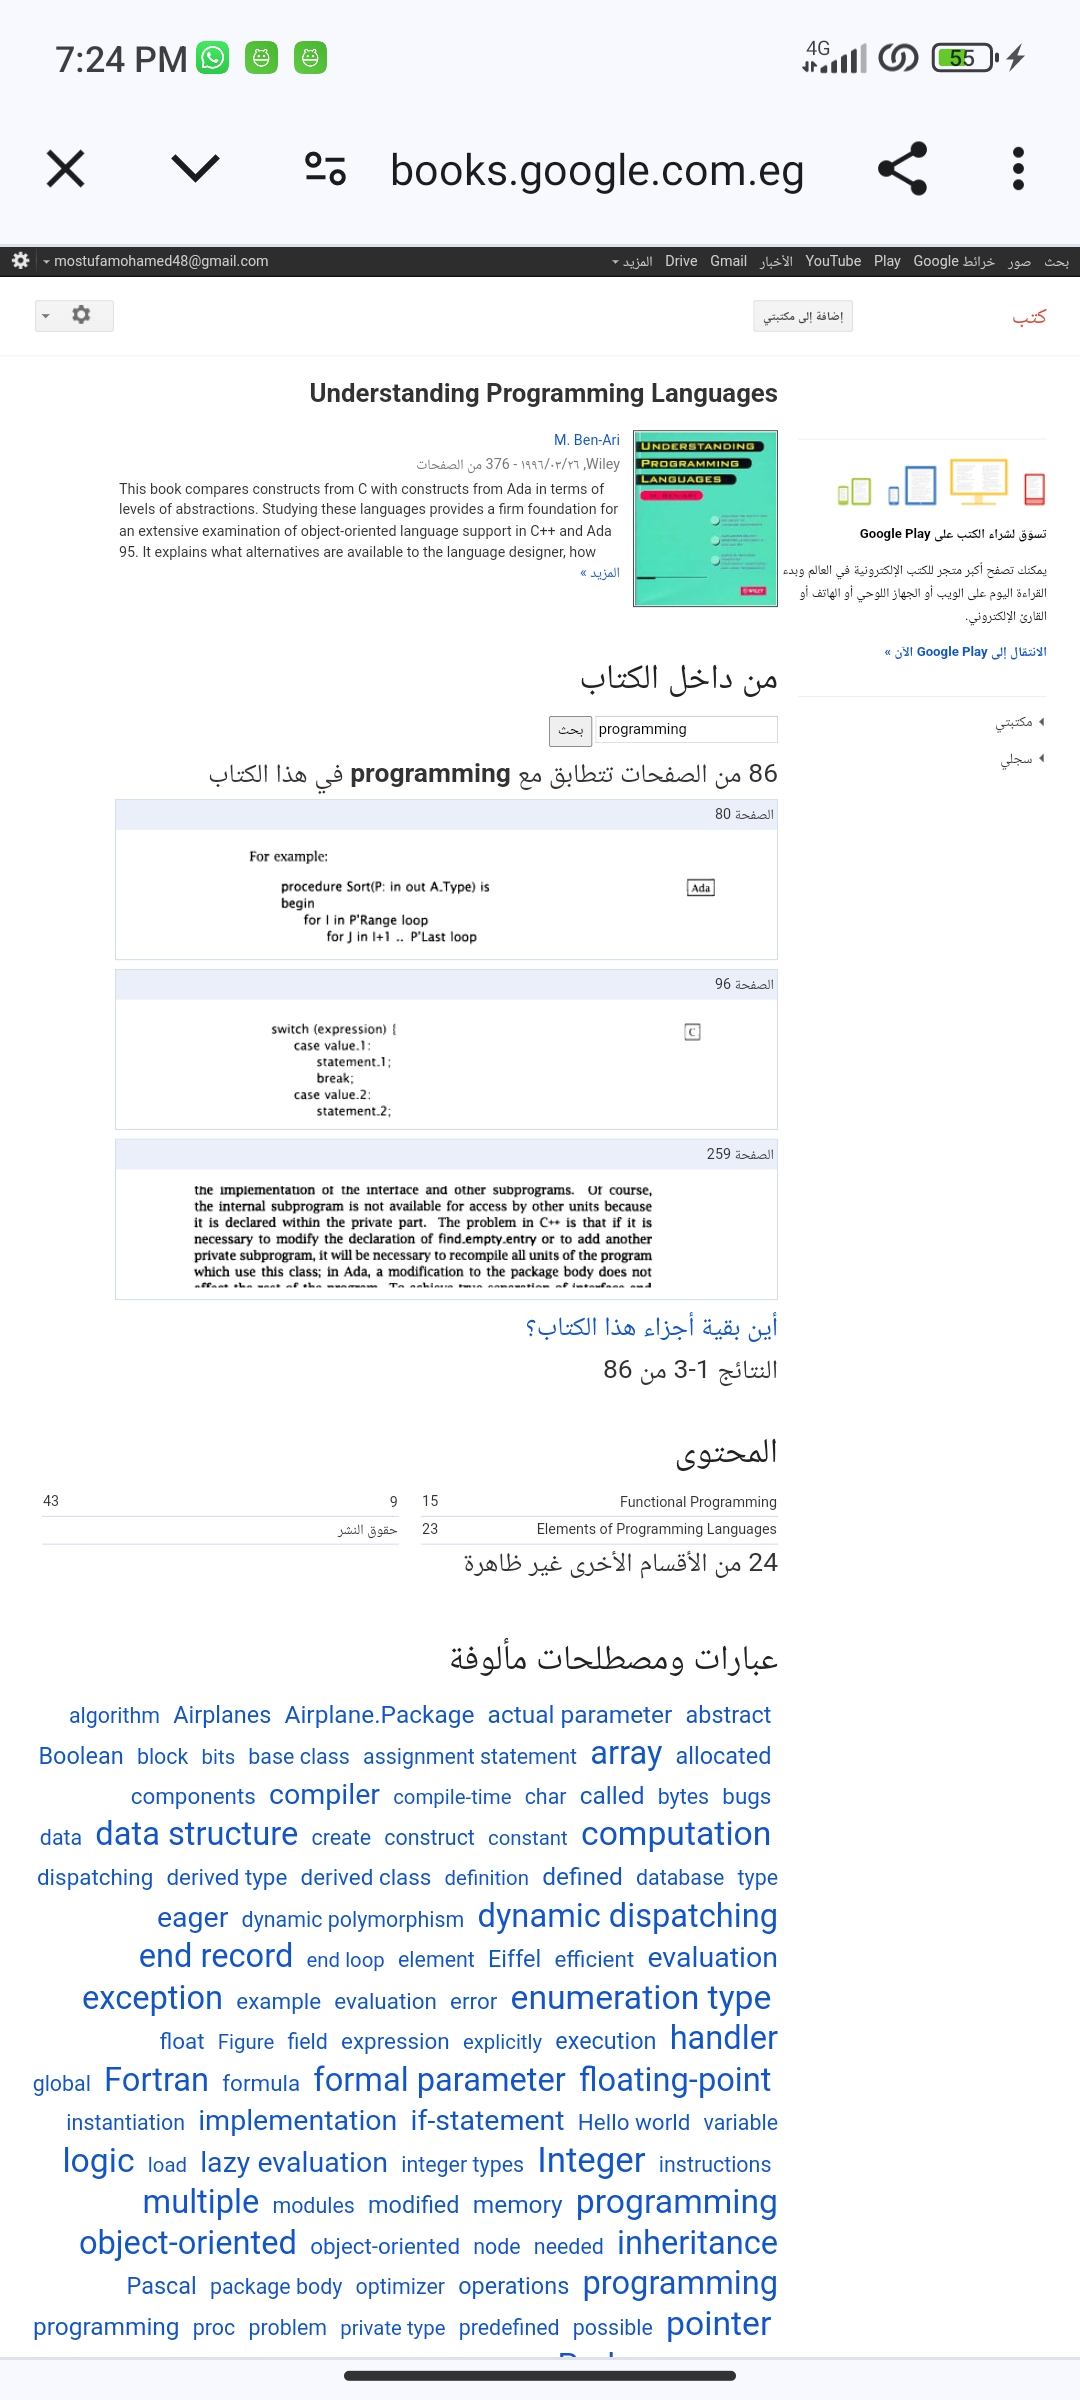 7:24 PM
4G
55
books.google.com.eg
بحث صور خرائط Google Play YouTube الأخبار Gmail Drive المزيد
mostufamohamed48@gmail.com
كتب
إضافة إلى مكتبتي
Understanding Programming Languages
UNDERSTANDING
PROGRAMMING
LANGUAGES
M. BEN-ARI
WILEY
M. Ben-Ari
Wiley, ٢٦‏/٠٣‏/١٩٩٦ - 376 من الصفحات
This book compares constructs from C with constructs from Ada in terms of
levels of abstractions. Studying these languages provides a firm foundation for
an extensive examination of object-oriented language support in C++ and Ada
95. It explains what alternatives are available to the language designer, how
المزيد »
تسوّق لشراء الكتب على Google Play
يمكنك تصفح أكبر متجر للكتب الإلكترونية في العالم وبدء
القراءة اليوم على الويب أو الجهاز اللوحي أو الهاتف أو
القارئ الإلكتروني.
الانتقال إلى Google Play الآن »
مكتبتي
سجلي
من داخل الكتاب
programming
بحث
86 من الصفحات تتطابق مع programming في هذا الكتاب
الصفحة 80
For example:
procedure Sort(P: in out A_Type) is
Ada
begin
for I in P'Range loop
for J in I+1 .. P'Last loop
الصفحة 96
switch (expression) {
C
case value_1:
statement_1;
break;
case value_2:
statement_2;
الصفحة 259
the implementation of the interface and other subprograms. Of course,
the internal subprogram is not available for access by other units because
it is declared within the private part. The problem in C++ is that if it is
necessary to modify the declaration of find_empty_entry or to add another
private subprogram, it will be necessary to recompile all units of the program
which use this class; in Ada, a modification to the package body does not
أين بقية أجزاء هذا الكتاب؟
النتائج 1-3 من 86
المحتوى
Functional Programming 15
Elements of Programming Languages 23
9 43
حقوق النشر
24 من الأقسام الأخرى غير ظاهرة
عبارات ومصطلحات مألوفة
algorithm Airplanes Airplane.Package actual parameter abstract
Boolean block bits base class assignment statement array allocated
components compiler compile-time char called bytes bugs
data data structure create construct constant computation
dispatching derived type derived class definition defined database type
eager dynamic polymorphism dynamic dispatching
end record end loop element Eiffel efficient evaluation
exception example evaluation error enumeration type
float Figure field expression explicitly execution handler
global Fortran formula formal parameter floating-point
instantiation implementation if-statement Hello world variable
logic load lazy evaluation integer types Integer instructions
multiple modules modified memory programming
object-oriented object-oriented node needed inheritance
Pascal package body optimizer operations programming
programming proc problem private type predefined possible pointer